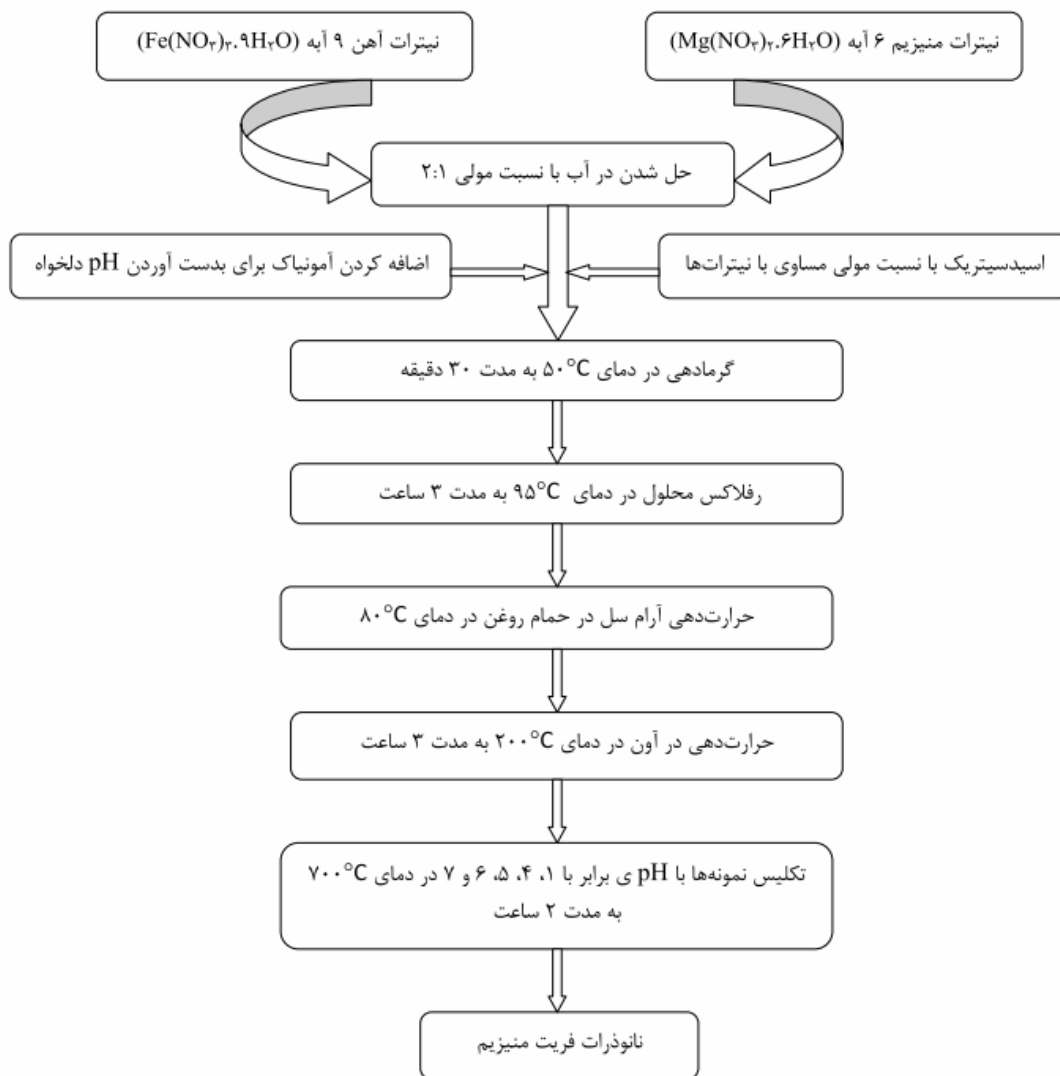 نیترات منیزیم ۶ آبه (Mg(NO۳)۲.۶H۲O)
نیترات آهن ۹ آبه (Fe(NO۳)۳.۹H۲O)
حل شدن در آب با نسبت مولی ۲:۱
اسیدسیتریک با نسبت مولی مساوی با نیترات‌ها
اضافه کردن آمونیاک برای بدست آوردن pH دلخواه
گرمادهی در دمای ۵۰°C به مدت ۳۰ دقیقه
رفلاکس محلول در دمای ۹۵°C به مدت ۳ ساعت
حرارت‌دهی آرام سل در حمام روغن در دمای ۸۰°C
حرارت‌دهی در آون در دمای ۲۰۰°C به مدت ۳ ساعت
تکلیس نمونه‌ها با pH ی برابر با ۱، ۴، ۵، ۶ و ۷ در دمای ۷۰۰°C
به مدت ۲ ساعت
نانوذرات فریت منیزیم